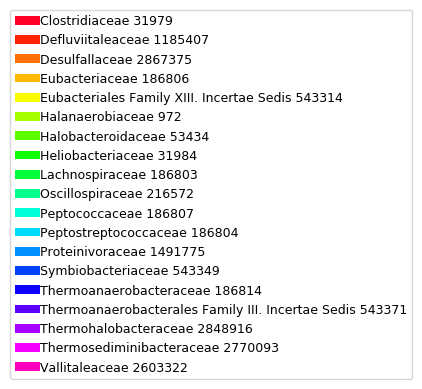 Clostridiaceae 31979
Defluviitaleaceae 1185407
Desulfallaceae 2867375
Eubacteriaceae 186806
Eubacteriales Family XIII. Incertae Sedis 543314
Halanaerobiaceae 972
Halobacteroidaceae 53434
Heliobacteriaceae 31984
Lachnospiraceae 186803
Oscillospiraceae 216572
Peptococcaceae 186807
Peptostreptococcaceae 186804
Proteinivoraceae 1491775
Symbiobacteriaceae 543349
Thermoanaerobacteraceae 186814
Thermoanaerobacterales Family III. Incertae Sedis 543371
Thermohalobacteraceae 2848916
Thermosediminibacteraceae 2770093
Vallitaleaceae 2603322